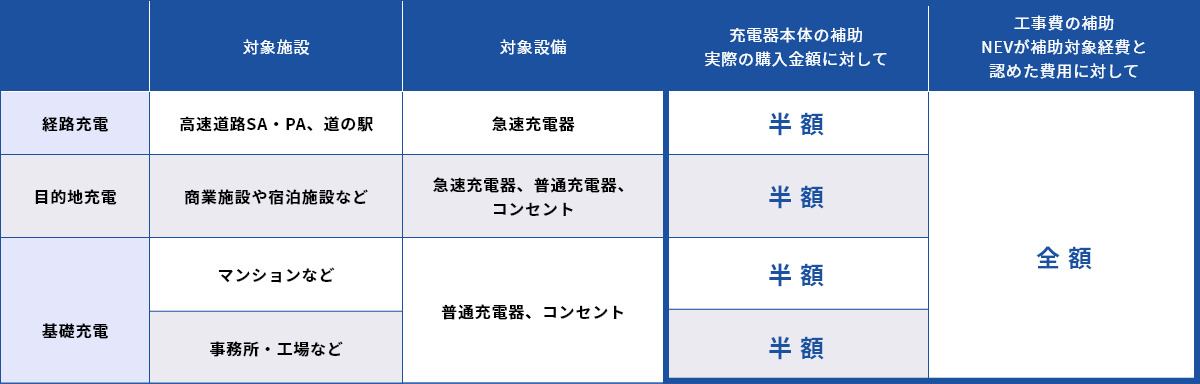 対象施設
対象設備
充電器本体の補助
実際の購入金額に対して
工事費の補助
NEVが補助対象経費と
認めた費用に対して
経路充電
高速道路SA・PA、道の駅
急速充電器
半額
全額
目的地充電
商業施設や宿泊施設など
急速充電器、普通充電器、
コンセント
半額
基礎充電
マンションなど
普通充電器、コンセント
半額
事務所・工場など
半額